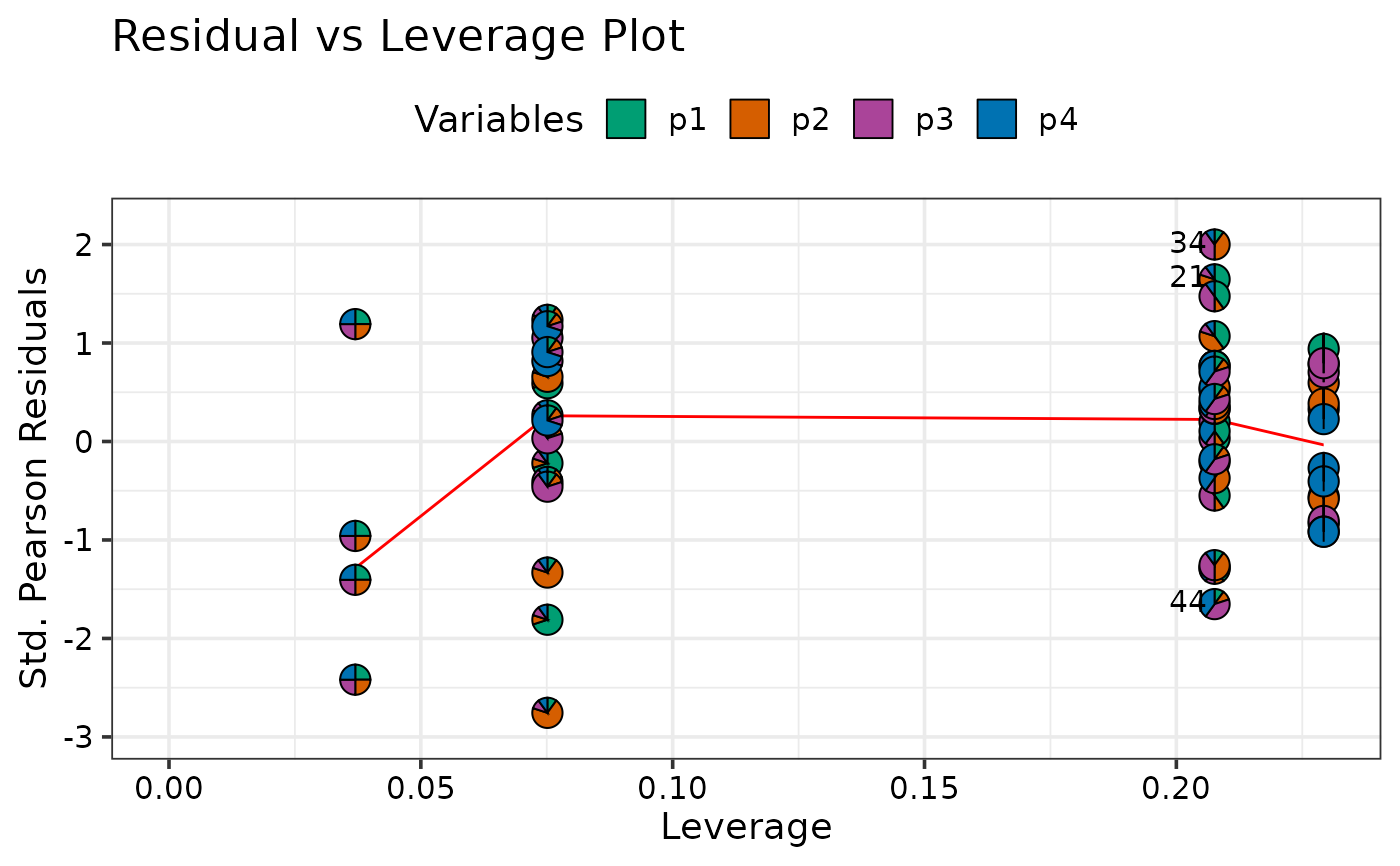 Residual vs Leverage Plot
Variables p1 p2 p3 p4
Std. Pearson Residuals
2
1
0
-1
-2
-3
34
21
44
0.00 0.05 0.10 0.15 0.20
Leverage